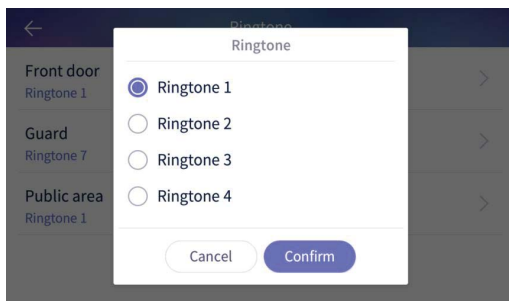 Ringtone
Ringtone
Front door
Ringtone 1
Guard
Ringtone 7
Public area
Ringtone 1
Ringtone 1
Ringtone 2
Ringtone 3
Ringtone 4
Cancel
Confirm